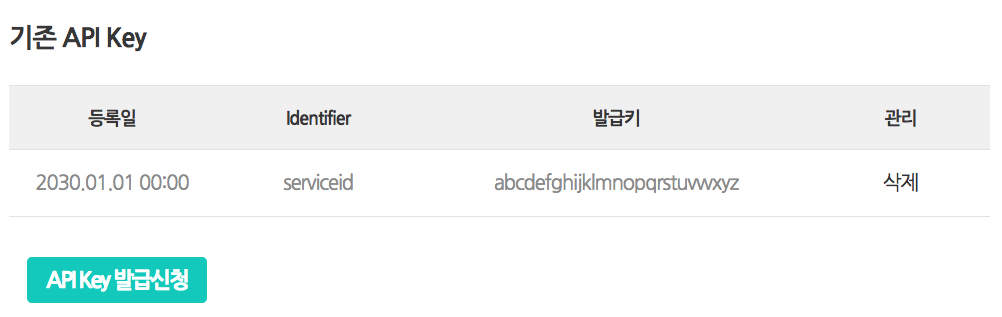 기존 API Key
등록일 Identifier 발급키 관리
2030.01.01 00:00 serviceid abcdefghijklmnopqrstuvwxyz 삭제
API Key 발급신청